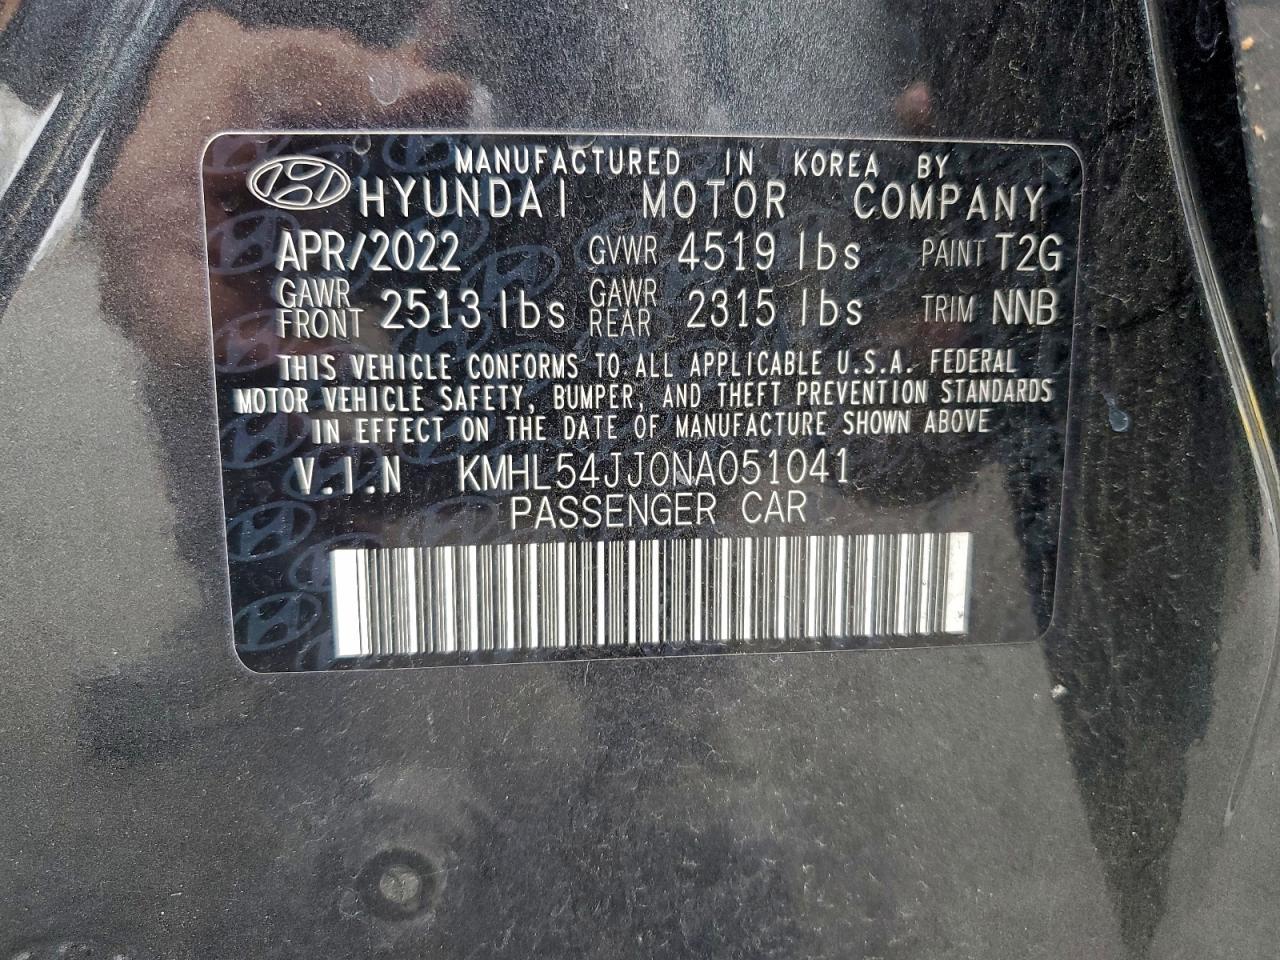 MANUFACTURED IN KOREA BY
HYUNDAI MOTOR COMPANY
APR/2022 GVWR 4519 lbs PAINT T2G
GAWR FRONT 2513 lbs GAWR REAR 2315 lbs TRIM NNB
THIS VEHICLE CONFORMS TO ALL APPLICABLE U.S.A. FEDERAL
MOTOR VEHICLE SAFETY, BUMPER, AND THEFT PREVENTION STANDARDS
IN EFFECT ON THE DATE OF MANUFACTURE SHOWN ABOVE
V.I.N KMHL54JJ0NA051041
PASSENGER CAR